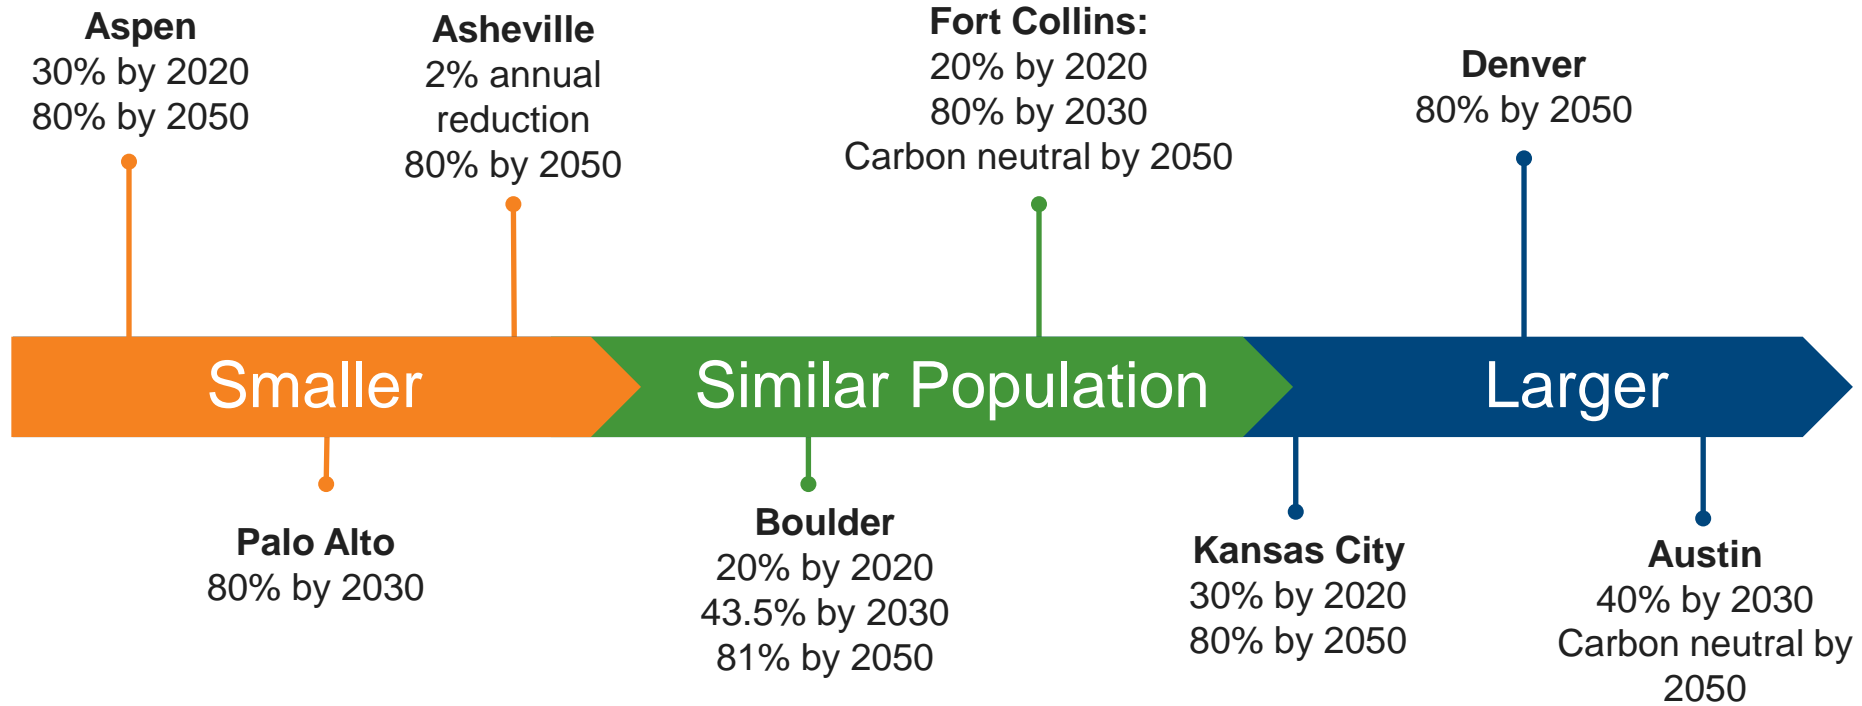 Aspen
30% by 2020
80% by 2050
Asheville
2% annual
reduction
80% by 2050
Fort Collins:
20% by 2020
80% by 2030
Carbon neutral by 2050
Denver
80% by 2050
Smaller
Similar Population
Larger
Palo Alto
80% by 2030
Boulder
20% by 2020
43.5% by 2030
81% by 2050
Kansas City
30% by 2020
80% by 2050
Austin
40% by 2030
Carbon neutral by
2050